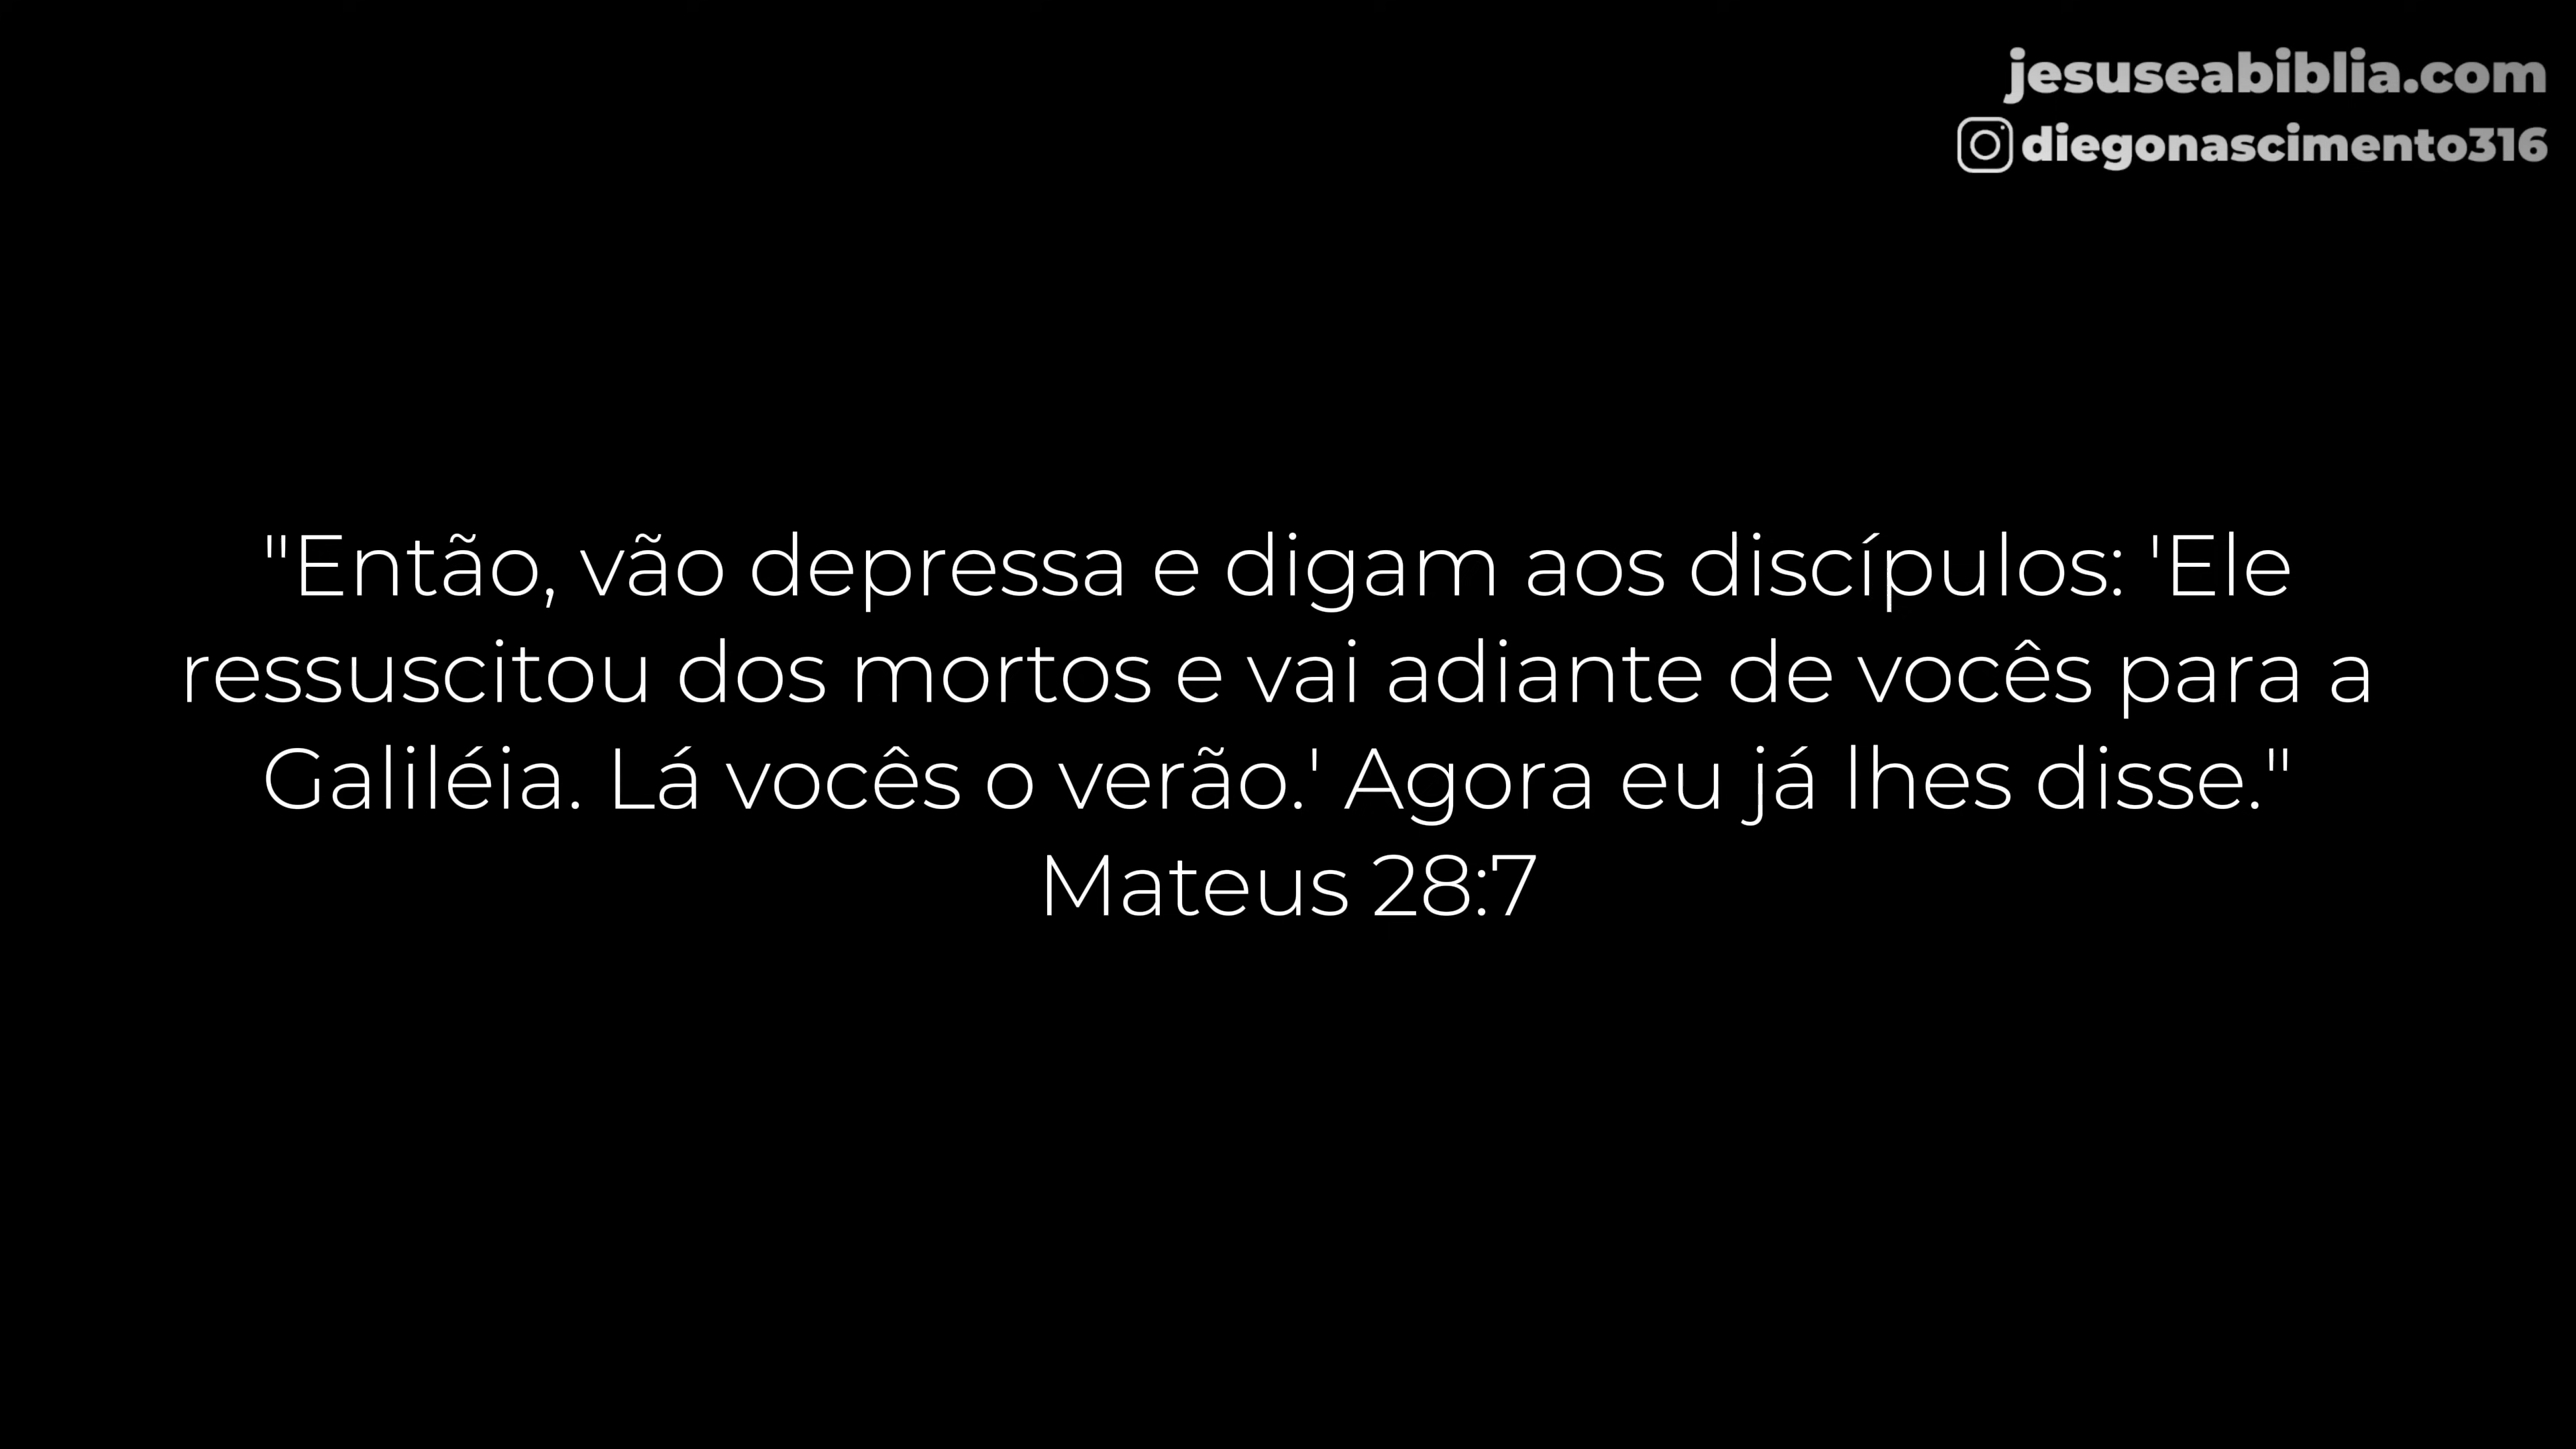 jesuseabiblia.com
diegonascimento316
"Então, vão depressa e digam aos discípulos: 'Ele
ressuscitou dos mortos e vai adiante de vocês para a
Galiléia. Lá vocês o verão.' Agora eu já lhes disse."
Mateus 28:7